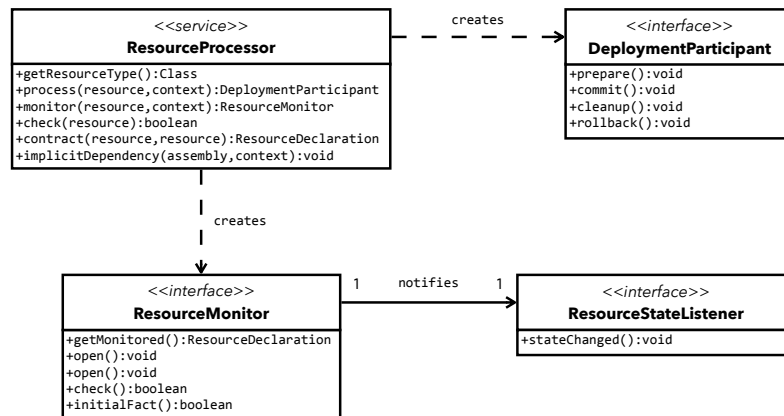 <<service>>
ResourceProcessor
+getResourceType():Class
+process(resource,context):DeploymentParticipant
+monitor(resource,context):ResourceMonitor
+check(resource):boolean
+contract(resource,resource):ResourceDeclaration
+implicitDependency(assembly,context):void
creates
<<interface>>
DeploymentParticipant
+prepare():void
+commit():void
+cleanup():void
+rollback():void
creates
<<interface>>
ResourceMonitor
+getMonitored():ResourceDeclaration
+open():void
+open():void
+check():boolean
+initialFact():boolean
1 notifies 1
<<interface>>
ResourceStateListener
+stateChanged():void